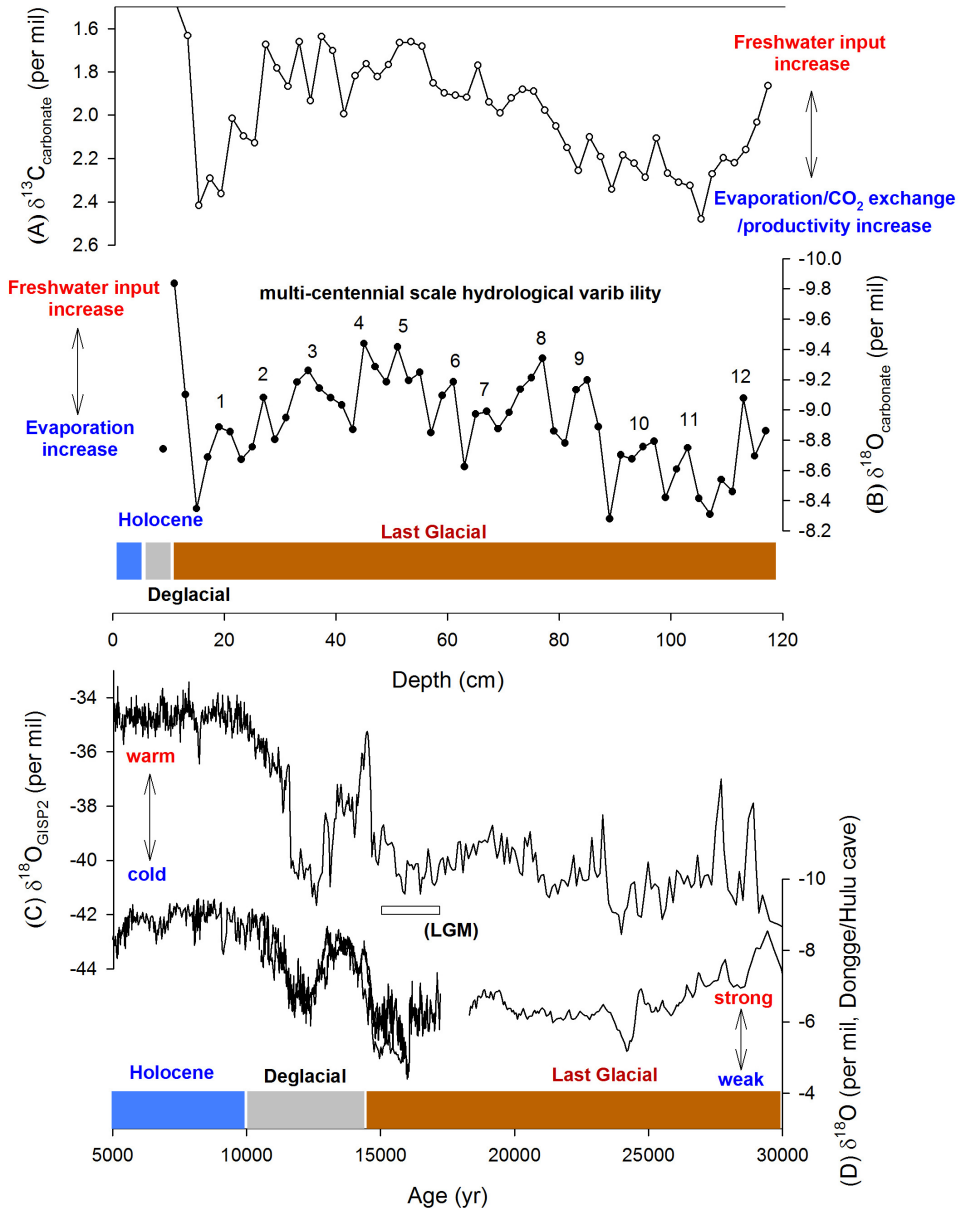 1.6
1.8
2.0
2.2
2.4
2.6
(A) δ13Ccarbonate (per mil)
Freshwater input
increase
Evaporation/CO2 exchange
/productivity increase
-10.0
-9.8
-9.6
-9.4
-9.2
-9.0
-8.8
-8.6
-8.4
-8.2
(B) δ18Ocarbonate (per mil)
Freshwater input
increase
Evaporation
increase
multi-centennial scale hydrological varib ility
1
2
3
4
5
6
7
8
9
10
11
12
Holocene
Last Glacial
Deglacial
0
20
40
60
80
100
120
Depth (cm)
-34
-36
-38
-40
-42
-44
(C) δ18OGISP2 (per mil)
warm
cold
(LGM)
-10
-8
-6
-4
(D) δ18O (per mil, Dongge/Hulu cave)
strong
weak
Holocene
Deglacial
Last Glacial
5000
10000
15000
20000
25000
30000
Age (yr)